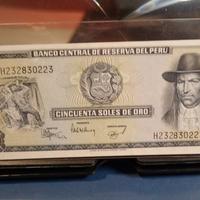 BANCO CENTRAL DE RESERVA DEL PERU
H232830223
CINCUENTA SOLES DE ORO
H232830223